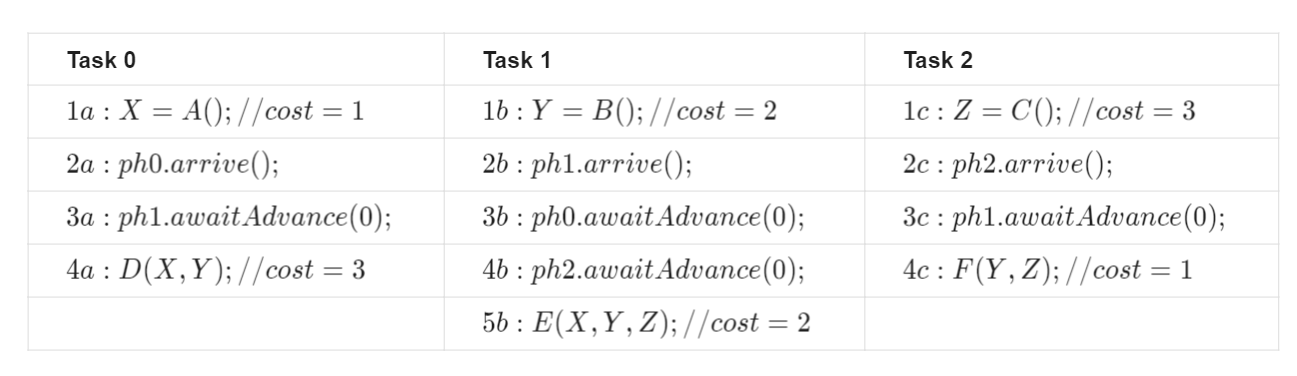 Task 0 Task 1 Task 2
1a : X = A(); //cost = 1 1b : Y = B(); //cost = 2 1c : Z = C(); //cost = 3
2a : ph0.arrive(); 2b : ph1.arrive(); 2c : ph2.arrive();
3a : ph1.awaitAdvance(0); 3b : ph0.awaitAdvance(0); 3c : ph1.awaitAdvance(0);
4a : D(X, Y); //cost = 3 4b : ph2.awaitAdvance(0); 4c : F(Y, Z); //cost = 1
5b : E(X, Y, Z); //cost = 2